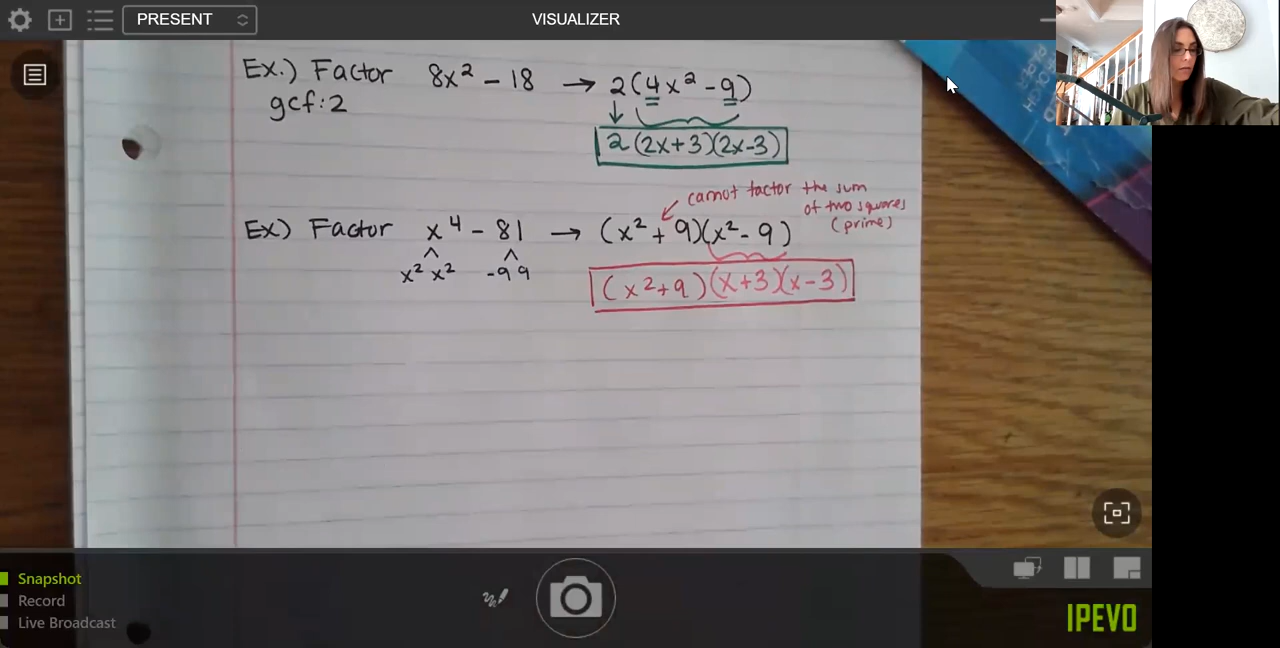 PRESENT
VISUALIZER
Ex.) Factor 8x² - 18 → 2(4x² - 9)
gcf: 2
2(2x+3)(2x-3)
cannot factor the sum
of two squares
(prime)
Ex) Factor x⁴ - 81 → (x² + 9)(x² - 9)
x² x² -9 9
(x²+9)(x+3)(x-3)
Snapshot
Record
Live Broadcast
IPEVO